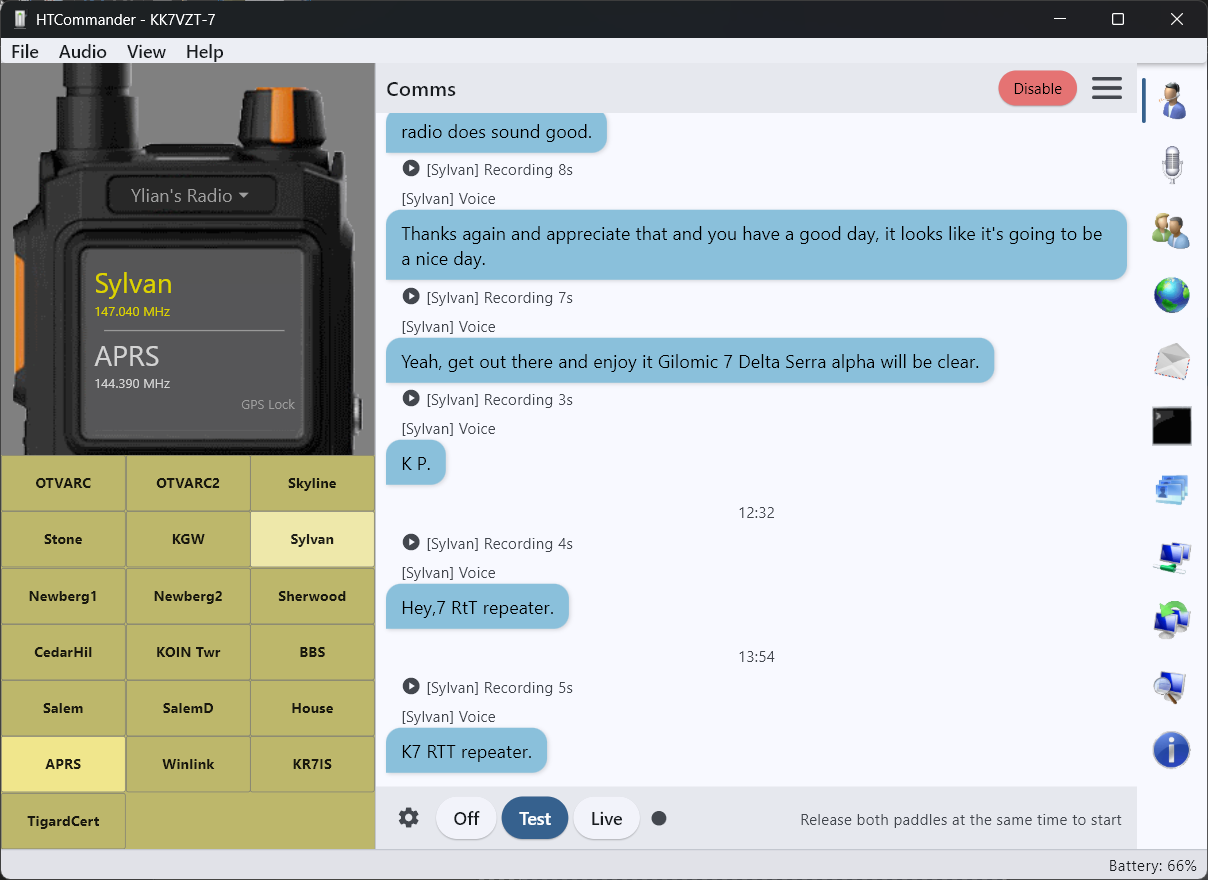 HTCommander - KK7VZT-7
File Audio View Help
Ylian's Radio
Sylvan
147.040 MHz
APRS
144.390 MHz
GPS Lock
OTVARC OTVARC2 Skyline
Stone KGW Sylvan
Newberg1 Newberg2 Sherwood
CedarHil KOIN Twr BBS
Salem SalemD House
APRS Winlink KR7IS
TigardCert
Comms Disable
radio does sound good.
[Sylvan] Recording 8s
[Sylvan] Voice
Thanks again and appreciate that and you have a good day, it looks like it's going to be
a nice day.
[Sylvan] Recording 7s
[Sylvan] Voice
Yeah, get out there and enjoy it Gilomic 7 Delta Serra alpha will be clear.
[Sylvan] Recording 3s
[Sylvan] Voice
K P.
12:32
[Sylvan] Recording 4s
[Sylvan] Voice
Hey,7 RtT repeater.
13:54
[Sylvan] Recording 5s
[Sylvan] Voice
K7 RTT repeater.
Off Test Live Release both paddles at the same time to start
Battery: 66%